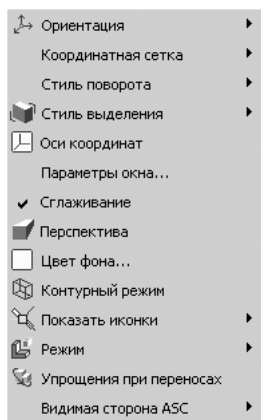 Ориентация
Координатная сетка
Стиль поворота
Стиль выделения
Оси координат
Параметры окна...
Сглаживание
Перспектива
Цвет фона...
Контурный режим
Показать иконки
Режим
Упрощения при переносах
Видимая сторона ASC